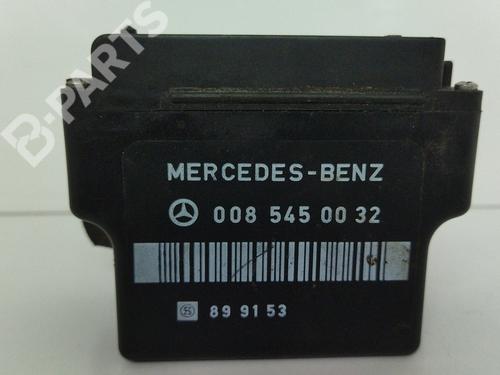 B-PARTS
MERCEDES-BENZ
008 545 00 32
89 91 53